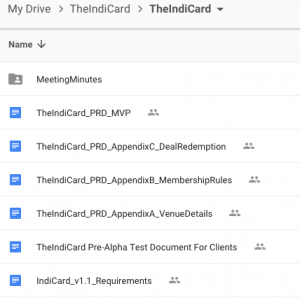 My Drive > TheIndiCard > TheIndiCard
Name
MeetingMinutes
TheIndiCard_PRD_MVP
TheIndiCard_PRD_AppendixC_DealRedemption
TheIndiCard_PRD_AppendixB_MembershipRules
TheIndiCard_PRD_AppendixA_VenueDetails
TheIndiCard Pre-Alpha Test Document For Clients
IndiCard_v1.1_Requirements